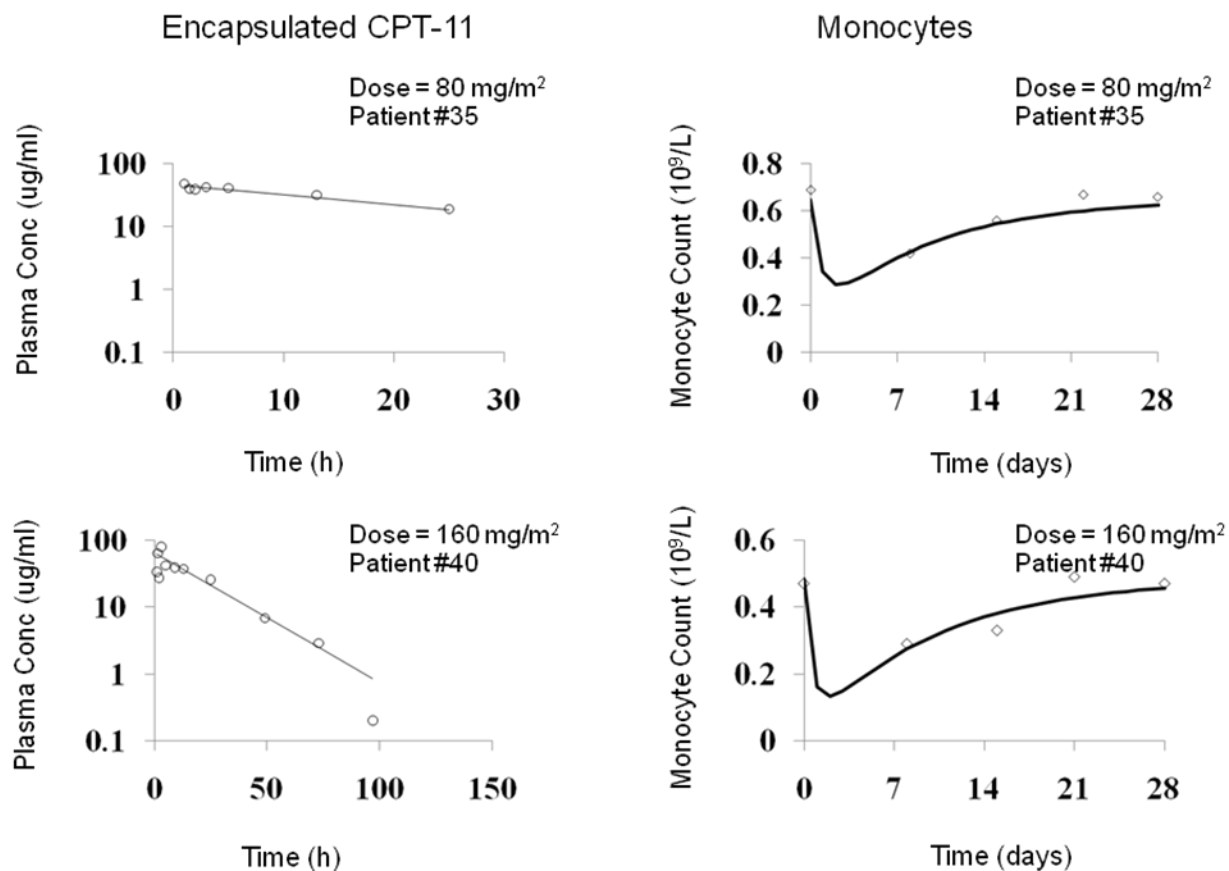 Encapsulated CPT-11
Monocytes
Dose = 80 mg/m²
Patient #35
Plasma Conc (ug/ml)
100
10
1
0.1
0 10 20 30
Time (h)
Dose = 80 mg/m²
Patient #35
Monocyte Count (10⁹/L)
0.8
0.6
0.4
0.2
0
0 7 14 21 28
Time (days)
Dose = 160 mg/m²
Patient #40
Plasma Conc (ug/ml)
100
10
1
0.1
0 50 100 150
Time (h)
Dose = 160 mg/m²
Patient #40
Monocyte Count (10⁹/L)
0.6
0.4
0.2
0
0 7 14 21 28
Time (days)